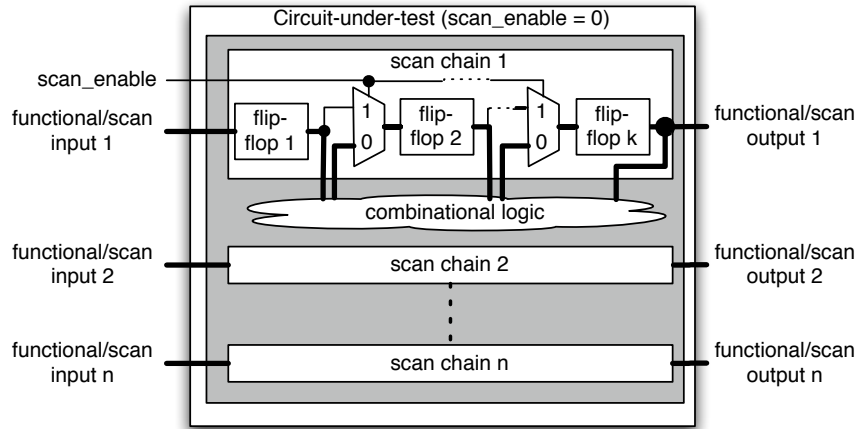 Circuit-under-test (scan_enable = 0)
scan chain 1
scan_enable
functional/scan
input 1
flip-
flop 1
1
0
flip-
flop 2
1
0
flip-
flop k
functional/scan
output 1
combinational logic
functional/scan
input 2
scan chain 2
functional/scan
output 2
functional/scan
input n
scan chain n
functional/scan
output n